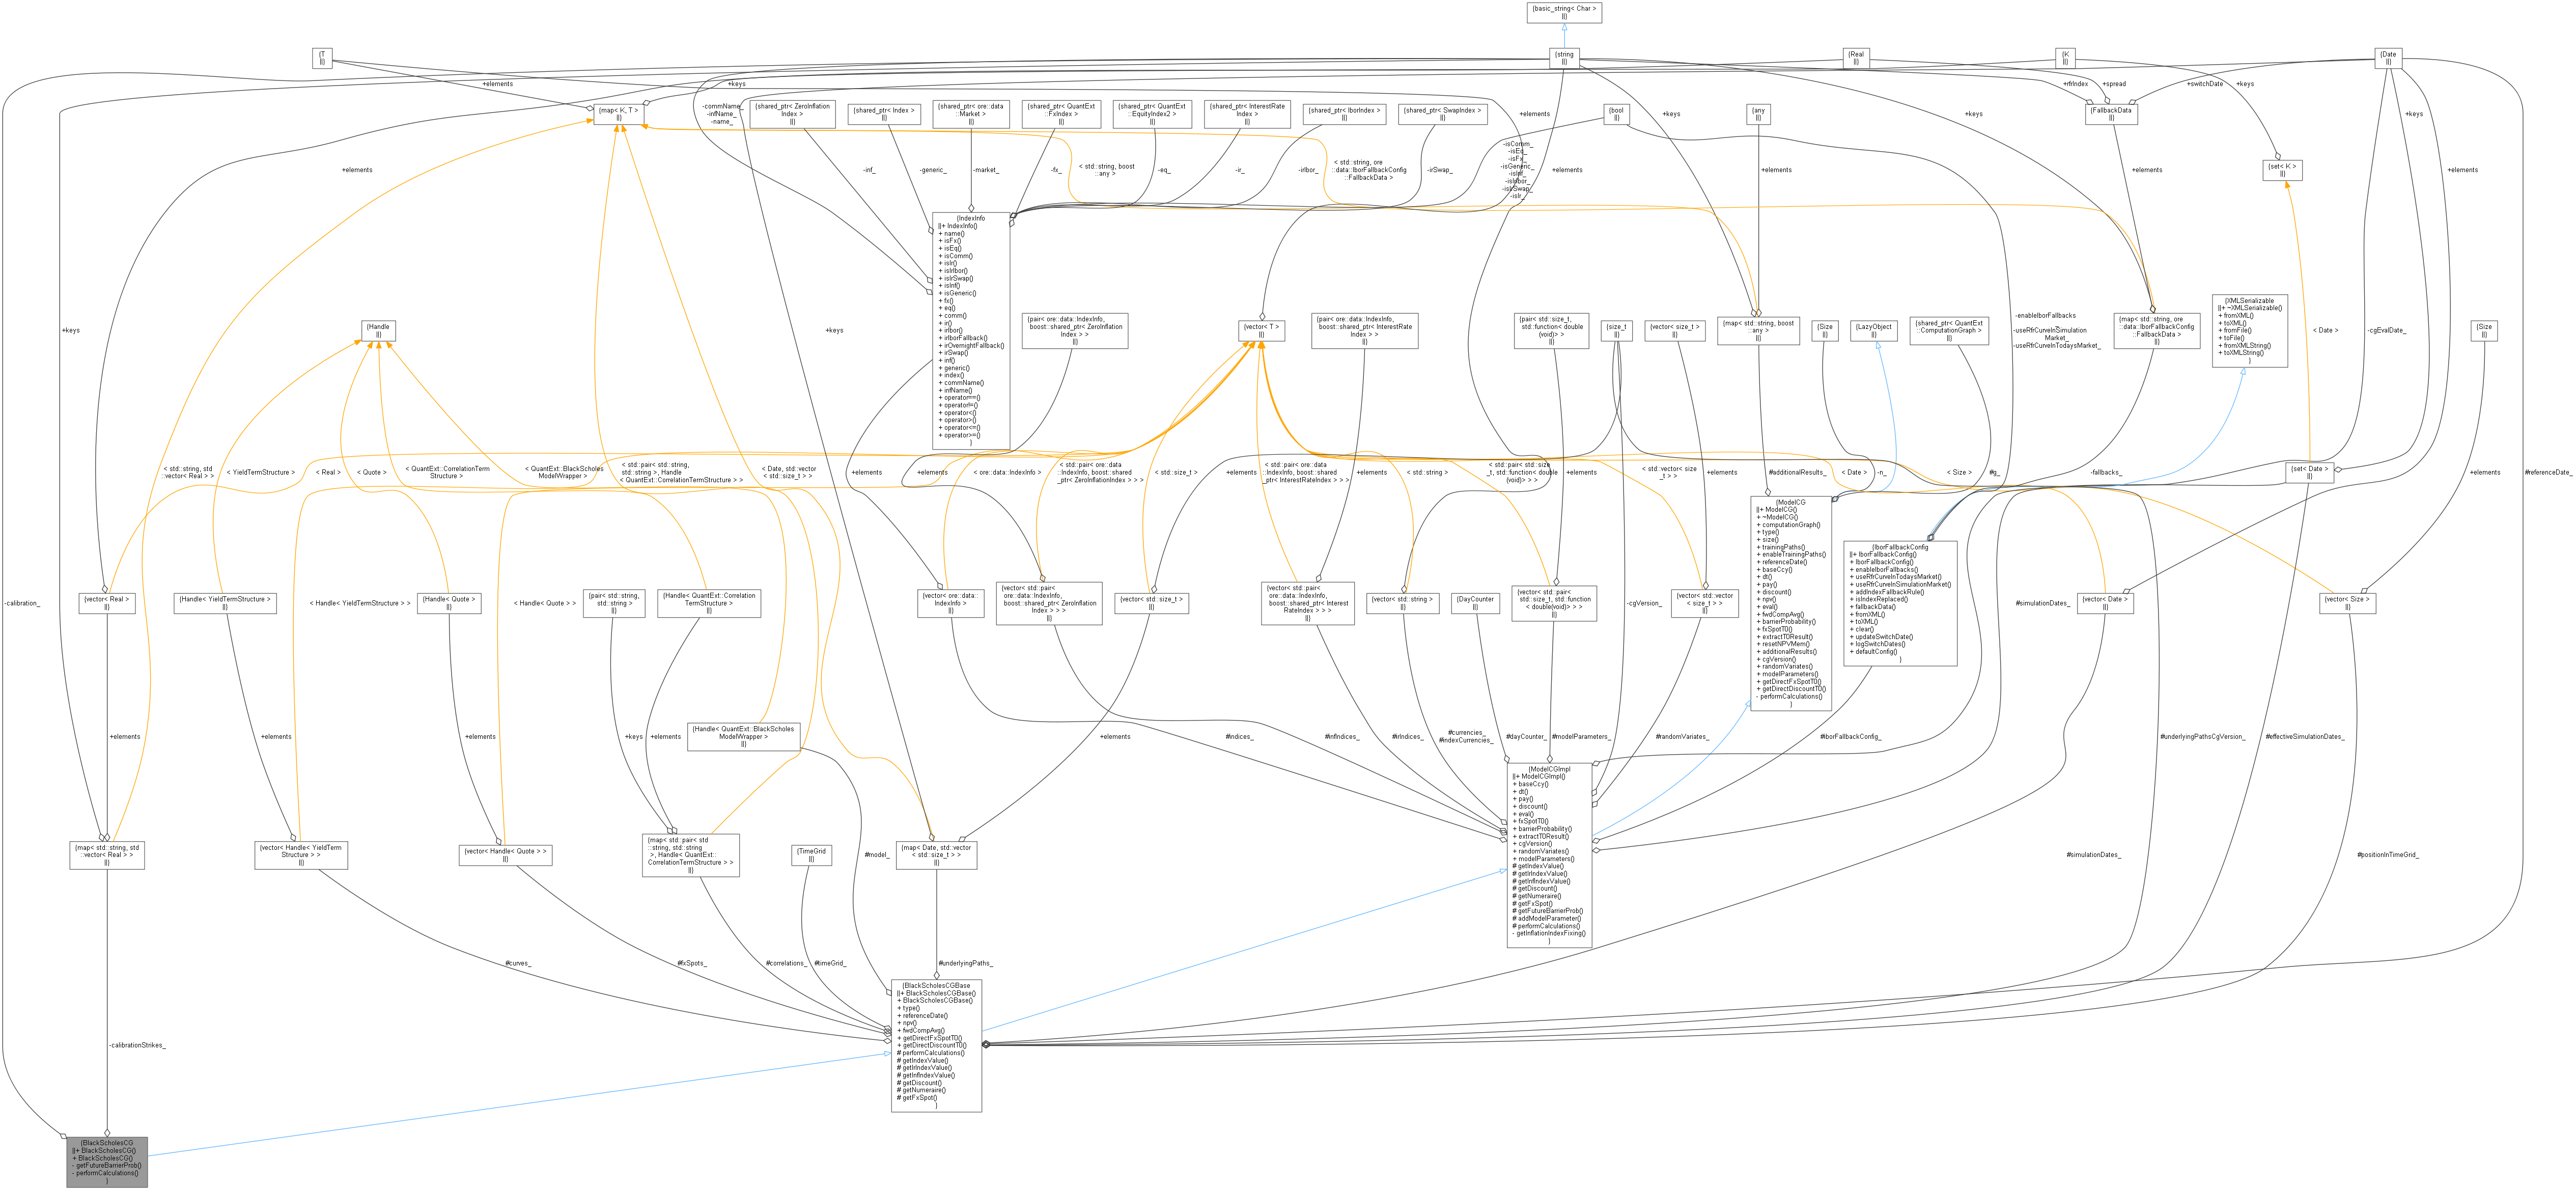 {basic_string< Char >
||}
{T
||}
{string
||}
{Real
||}
{K
||}
{Date
||}
+elements
+keys
+rfrIndex
+spread
+switchDate
+keys
{map< K, T >
||}
-commName_
-infName_
-name_
{shared_ptr< ZeroInflation
Index >
||}
{shared_ptr< Index >
||}
{shared_ptr< ore::data
::Market >
||}
{shared_ptr< QuantExt
::FxIndex >
||}
{shared_ptr< QuantExt
::EquityIndex2 >
||}
{shared_ptr< InterestRate
Index >
||}
{shared_ptr< IborIndex >
||}
{shared_ptr< SwapIndex >
||}
+elements
{bool
||}
+keys
{any
||}
+keys
{FallbackData
||}
+keys
+elements
-inf_
-generic_
-market_
-fx_
< std::string, boost
::any >
-eq_
-ir_
-irIbor_
< std::string, ore
::data::IborFallbackConfig
::FallbackData >
-irSwap_
-isComm_
-isEq_
-isFx_
-isGeneric_
-isInf_
-isIrIbor_
-isIrSwap_
-isIr_
+elements
+elements
+elements
{set< K >
||}
+elements
{IndexInfo
||+ IndexInfo()
+ name()
+ isFx()
+ isEq()
+ isComm()
+ isIr()
+ isIrIbor()
+ isIrSwap()
+ isInf()
+ isGeneric()
+ fx()
+ eq()
+ comm()
+ ir()
+ irIbor()
+ irIborFallback()
+ irOvernightFallback()
+ irSwap()
+ inf()
+ generic()
+ index()
+ commName()
+ infName()
+ operator==()
+ operator!=()
+ operator<()
+ operator>()
+ operator<=()
+ operator>=()
}
+keys
{Handle
||}
+keys
{pair< ore::data::IndexInfo,
boost::shared_ptr< ZeroInflation
Index > >
||}
{vector< T >
||}
{pair< ore::data::IndexInfo,
boost::shared_ptr< InterestRate
Index > >
||}
{pair< std::size_t,
std::function< double
(void)> >
||}
{size_t
||}
{vector< size_t >
||}
{map< std::string, boost
::any >
||}
{Size
||}
{LazyObject
||}
{shared_ptr< QuantExt
::ComputationGraph >
||}
-enableIborFallbacks
_
-useRfrCurveInSimulation
Market_
-useRfrCurveInTodaysMarket_
{map< std::string, ore
::data::IborFallbackConfig
::FallbackData >
||}
{XMLSerializable
||+ ~XMLSerializable()
+ fromXML()
+ toXML()
+ fromFile()
+ toFile()
+ fromXMLString()
+ toXMLString()
}
< Date >
-cgEvalDate_
{Size
||}
< std::string, std
::vector< Real > >
< YieldTermStructure >
< Real >
< Quote >
< QuantExt::CorrelationTerm
Structure >
< QuantExt::BlackScholes
ModelWrapper >
< std::pair< std::string,
std::string >, Handle
< QuantExt::CorrelationTermStructure > >
< Date, std::vector
< std::size_t > >
+elements
+elements
< ore::data::IndexInfo >
< std::pair< ore::data
::IndexInfo, boost::shared
_ptr< ZeroInflationIndex > > >
< std::size_t >
+elements
< std::pair< ore::data
::IndexInfo, boost::shared
_ptr< InterestRateIndex > > >
+elements
< std::string >
< std::pair< std::size
_t, std::function< double
(void)> > >
+elements
< std::vector< size
_t > >
+elements
#additionalResults_
< Date >
-n_
< Size >
#g_
-fallbacks_
{set< Date >
||}
+elements
#referenceDate_
{ModelCG
||+ ModelCG()
+ ~ModelCG()
+ computationGraph()
+ type()
+ size()
+ trainingPaths()
+ enableTrainingPaths()
+ referenceDate()
+ baseCcy()
+ dt()
+ pay()
+ discount()
+ npv()
+ eval()
+ fwdCompAvg()
+ barrierProbability()
+ fxSpotT0()
+ extractT0Result()
+ resetNPVMem()
+ additionalResults()
+ cgVersion()
+ randomVariates()
+ modelParameters()
+ getDirectFxSpotT0()
+ getDirectDiscountT0()
- performCalculations()
}
{IborFallbackConfig
||+ IborFallbackConfig()
+ IborFallbackConfig()
+ enableIborFallbacks()
+ useRfrCurveInTodaysMarket()
+ useRfrCurveInSimulationMarket()
+ addIndexFallbackRule()
+ isIndexReplaced()
+ fallbackData()
+ fromXML()
+ toXML()
+ clear()
+ updateSwitchDate()
+ logSwitchDates()
+ defaultConfig()
}
-calibration_
{vector< Real >
||}
{Handle< YieldTermStructure >
||}
< Handle< YieldTermStructure > >
{Handle< Quote >
||}
< Handle< Quote > >
{pair< std::string,
std::string >
||}
{Handle< QuantExt::Correlation
TermStructure >
||}
{vector< ore::data::
IndexInfo >
||}
{vector< std::pair<
ore::data::IndexInfo,
boost::shared_ptr< ZeroInflation
Index > > >
||}
{vector< std::size_t >
||}
{vector< std::pair<
ore::data::IndexInfo,
boost::shared_ptr< Interest
RateIndex > > >
||}
{vector< std::string >
||}
{DayCounter
||}
{vector< std::pair<
std::size_t, std::function
< double(void)> > >
||}
-cgVersion_
{vector< std::vector
< size_t > >
||}
#simulationDates_
{vector< Date >
||}
{vector< Size >
||}
+elements
+elements
+elements
+keys
+elements
{Handle< QuantExt::BlackScholes
ModelWrapper >
||}
+elements
#indices_
#infIndices_
#irIndices_
#currencies_
#indexCurrencies_
#dayCounter_
#modelParameters_
#randomVariates_
#iborFallbackConfig_
#underlyingPathsCgVersion_
#effectiveSimulationDates_
{ModelCGImpl
||+ ModelCGImpl()
+ baseCcy()
+ dt()
+ pay()
+ discount()
+ eval()
+ fxSpotT0()
+ barrierProbability()
+ extractT0Result()
+ cgVersion()
+ randomVariates()
+ modelParameters()
# getIndexValue()
# getIrIndexValue()
# getInfIndexValue()
# getDiscount()
# getNumeraire()
# getFxSpot()
# getFutureBarrierProb()
# addModelParameter()
# performCalculations()
- getInflationIndexFixing()
}
{map< std::string, std
::vector< Real > >
||}
{vector< Handle< YieldTerm
Structure > >
||}
{vector< Handle< Quote > >
||}
{map< std::pair< std
::string, std::string
>, Handle< QuantExt::
CorrelationTermStructure > >
||}
{TimeGrid
||}
#model_
{map< Date, std::vector
< std::size_t > >
||}
#simulationDates_
#positionInTimeGrid_
#curves_
#fxSpots_
#correlations_
#timeGrid_
#underlyingPaths_
{BlackScholesCGBase
||+ BlackScholesCGBase()
+ BlackScholesCGBase()
+ type()
+ referenceDate()
+ npv()
+ fwdCompAvg()
+ getDirectFxSpotT0()
+ getDirectDiscountT0()
# performCalculations()
# getIndexValue()
# getIrIndexValue()
# getInfIndexValue()
# getDiscount()
# getNumeraire()
# getFxSpot()
}
-calibrationStrikes_
{BlackScholesCG
||+ BlackScholesCG()
+ BlackScholesCG()
- getFutureBarrierProb()
- performCalculations()
}